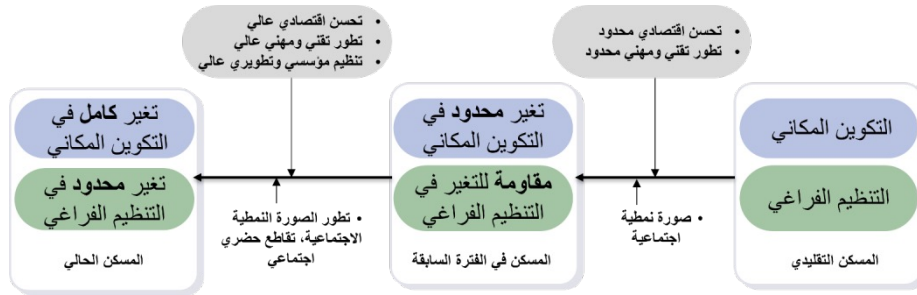 تحسن اقتصادي محدود
تطور تقني ومهني محدود
تحسن اقتصادي عالي
تطور تقني ومهني عالي
تنظيم مؤسسي وتطويري عالي
التكوين المكاني
التنظيم الفراغي
المسكن التقليدي
صورة نمطية
اجتماعية
تغير محدود في
التكوين المكاني
مقاومة للتغير في
التنظيم الفراغي
المسكن في الفترة السابقة
تطور الصورة النمطية
الاجتماعية، تقاطع حضري
اجتماعي
تغير كامل في
التكوين المكاني
تغير محدود في
التنظيم الفراغي
المسكن الحالي